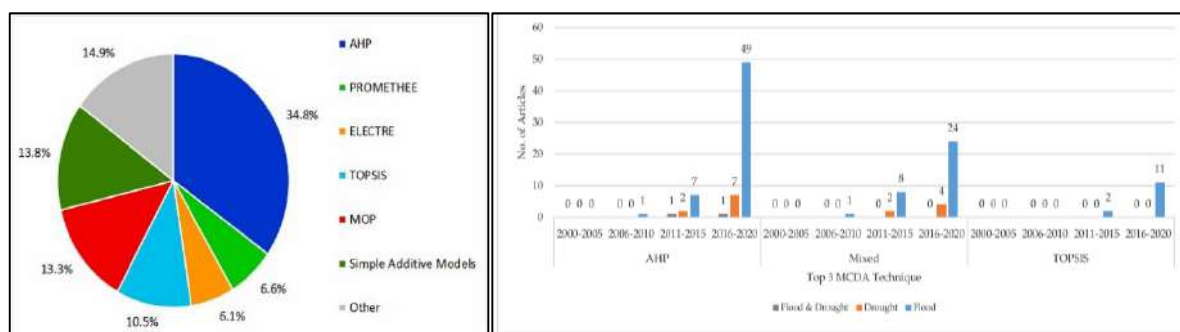 AHP
PROMETHEE
ELECTRE
TOPSIS
MOP
Simple Additive Models
Other
34.8%
6.6%
6.1%
10.5%
13.3%
13.8%
14.9%
No. of Articles
60
50
40
30
20
10
0
0 0 0
0 0 1
1 2 7
1 7 49
0 0 0
0 0 1
0 2 8
0 4 24
0 0 0
0 0 0
0 0 2
0 0 11
2000-2005 2006-2010 2011-2015 2016-2020 2000-2005 2006-2010 2011-2015 2016-2020 2000-2005 2006-2010 2011-2015 2016-2020
AHP Mixed TOPSIS
Top 3 MCDA Technique
Flood & Drought Drought Flood